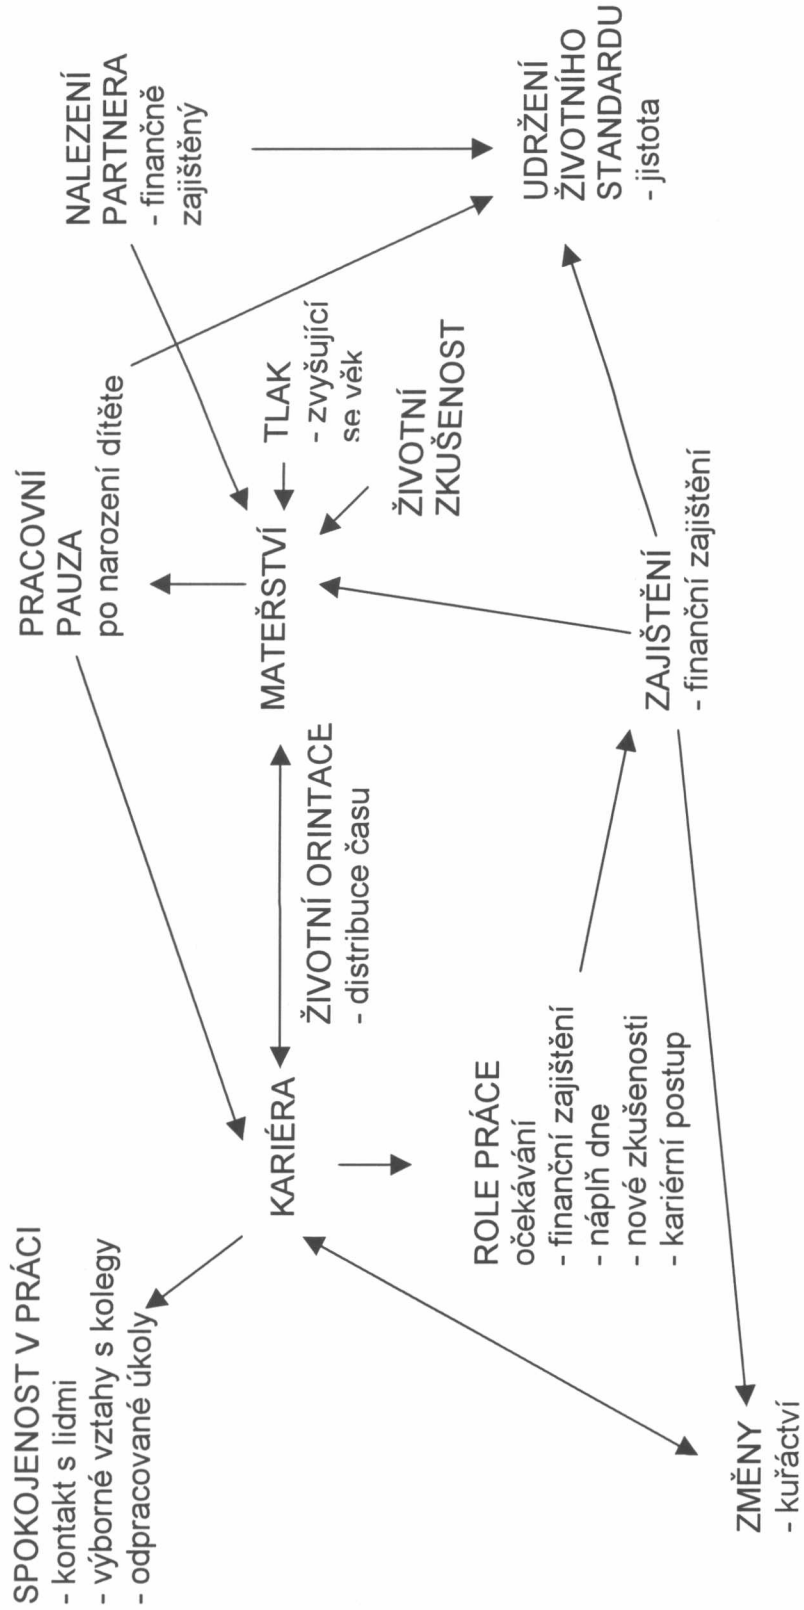 SPOKOJENOST V PRÁCI
- kontakt s lidmi
- výborné vztahy s kolegy
- odpracované úkoly
PRACOVNÍ
PAUZA
po narození dítěte
NALEZENÍ
PARTNERA
- finančně
zajištěný
KARIÉRA
ŽIVOTNÍ ORINTACE
- distribuce času
MATEŘSTVÍ
TLAK
- zvyšující
se věk
ŽIVOTNÍ
ZKUŠENOST
ROLE PRÁCE
očekávání
- finanční zajištění
- náplň dne
- nové zkušenosti
- kariérní postup
ZAJIŠTĚNÍ
- finanční zajištění
UDRŽENÍ
ŽIVOTNÍHO
STANDARDU
- jistota
ZMĚNY
- kuřáctví